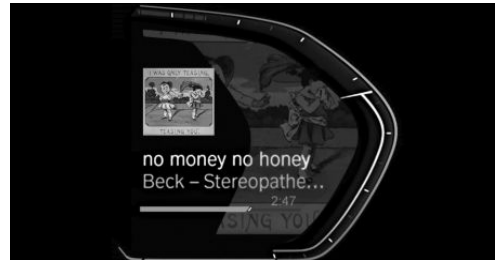 I WAS ONLY TEASING
TEASING YOU!
no money no honey
Beck – Stereopathe...
2:47
SING YOU